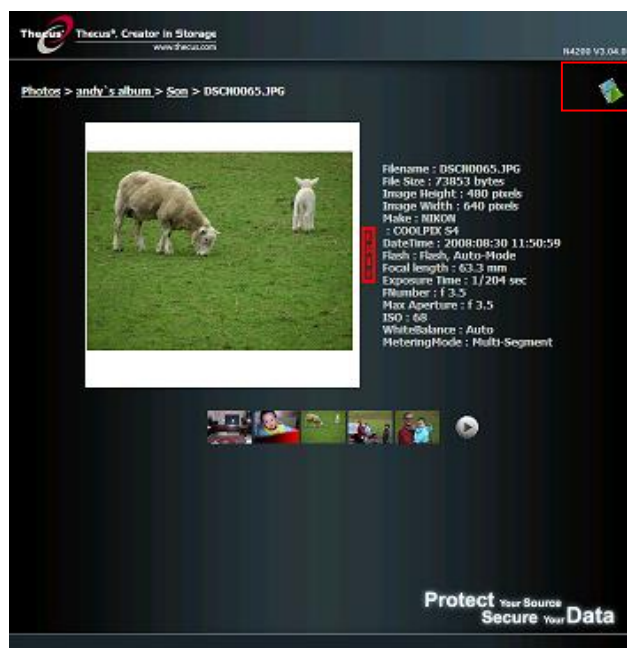 Thecus
Thecus®, Creator in Storage
www.thecus.com
N4200 V3.04.0
Photos > andy`s album > Son > DSCN0065.JPG
Filename : DSCN0065.JPG
File Size : 73853 bytes
Image Height : 480 pixels
Image Width : 640 pixels
Make : NIKON
: COOLPIX S4
DateTime : 2008:08:30 11:50:59
Flash : Flash, Auto-Mode
Focal length : 63.3 mm
Exposure Time : 1/204 sec
FNumber : f 3.5
Max Aperture : f 3.5
ISO : 68
WhiteBalance : Auto
MeteringMode : Multi-Segment
Protect Your Source
Secure Your Data